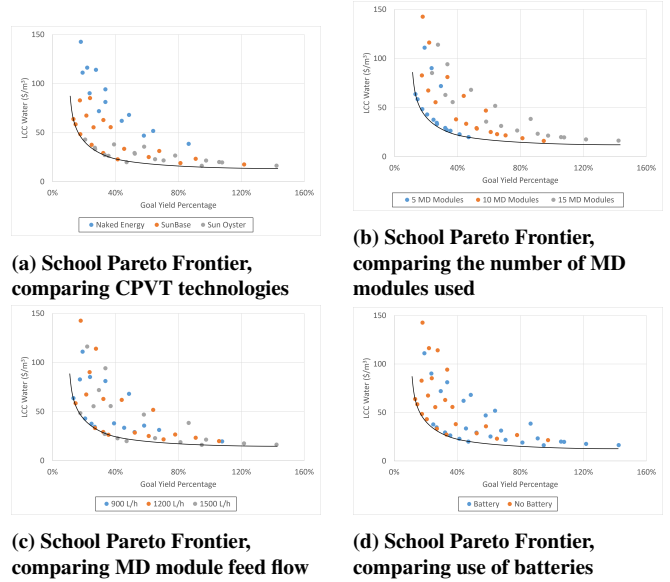 150
100
50
0
LCC Water ($/m³)
0% 40% 80% 120% 160%
Goal Yield Percentage
Naked Energy SunBase Sun Oyster
(a) School Pareto Frontier,
comparing CPVT technologies
150
100
50
0
LCC Water ($/m³)
0% 40% 80% 120% 160%
Goal Yield Percentage
5 MD Modules 10 MD Modules 15 MD Modules
(b) School Pareto Frontier,
comparing the number of MD
modules used
150
100
50
0
LCC Water ($/m³)
0% 40% 80% 120% 160%
Goal Yield Percentage
900 L/h 1200 L/h 1500 L/h
(c) School Pareto Frontier,
comparing MD module feed flow
150
100
50
0
LCC Water ($/m³)
0% 40% 80% 120% 160%
Goal Yield Percentage
Battery No Battery
(d) School Pareto Frontier,
comparing use of batteries